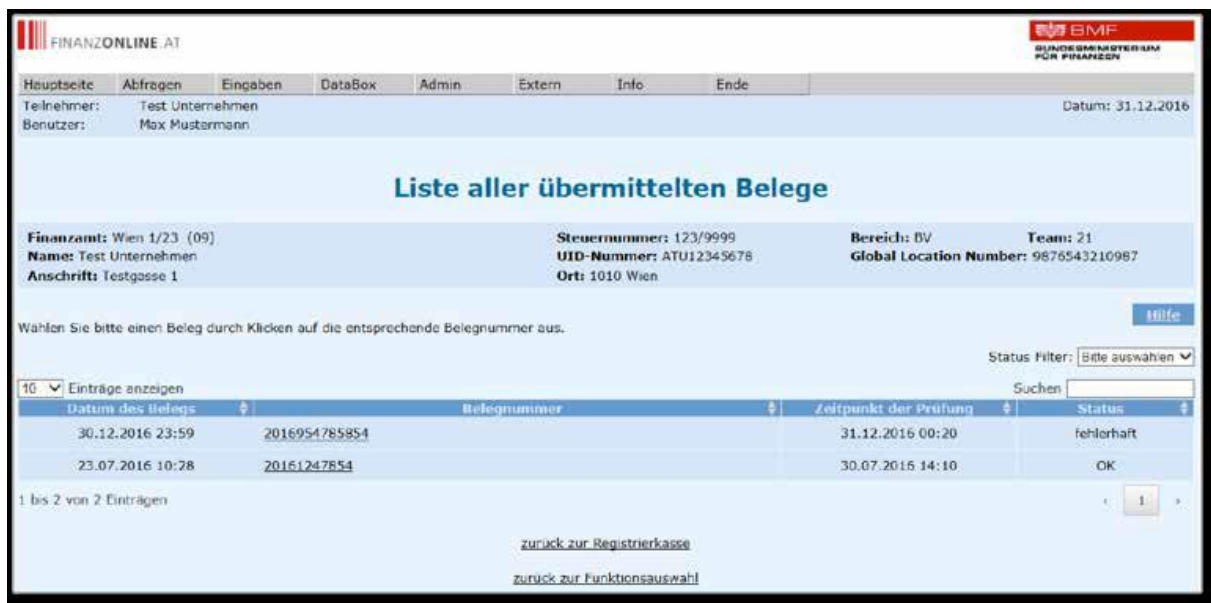 FINANZONLINE.AT
BMF
BUNDESMINISTERIUM
FÜR FINANZEN
Hauptseite Abfragen Eingaben DataBox Admin Extern Info Ende
Teilnehmer: Test Unternehmen Datum: 31.12.2016
Benutzer: Max Mustermann
Liste aller übermittelten Belege
Finanzamt: Wien 1/23 (09) Steuernummer: 123/9999 Bereich: BV Team: 21
Name: Test Unternehmen UID-Nummer: ATU12345678 Global Location Number: 9876543210987
Anschrift: Testgasse 1 Ort: 1010 Wien
Hilfe
Wählen Sie bitte einen Beleg durch Klicken auf die entsprechende Belegnummer aus.
Status Filter: Bitte auswählen
10 Einträge anzeigen Suchen
Datum des Belegs Belegnummer Zeitpunkt der Prüfung Status
30.12.2016 23:59 2016954785854 31.12.2016 00:20 fehlerhaft
23.07.2016 10:28 20161247854 30.07.2016 14:10 OK
1 bis 2 von 2 Einträgen ‹ 1 ›
zurück zur Registrierkasse
zurück zur Funktionsauswahl